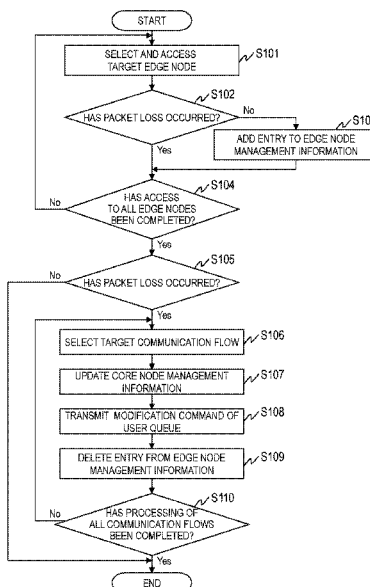 START
SELECT AND ACCESS
TARGET EDGE NODE
S101
S102
HAS PACKET LOSS OCCURRED?
No
S10
ADD ENTRY TO EDGE NODE
MANAGEMENT INFORMATION
Yes
S104
HAS ACCESS
TO ALL EDGE NODES
BEEN COMPLETED?
No
Yes
S105
No
HAS PACKET LOSS OCCURRED?
Yes
S106
SELECT TARGET COMMUNICATION FLOW
S107
UPDATE CORE NODE MANAGEMENT
INFORMATION
S108
TRANSMIT MODIFICATION COMMAND OF
USER QUEUE
S109
DELETE ENTRY FROM EDGE NODE
MANAGEMENT INFORMATION
S110
No
HAS PROCESSING OF
ALL COMMUNICATION FLOWS
BEEN COMPLETED?
Yes
END